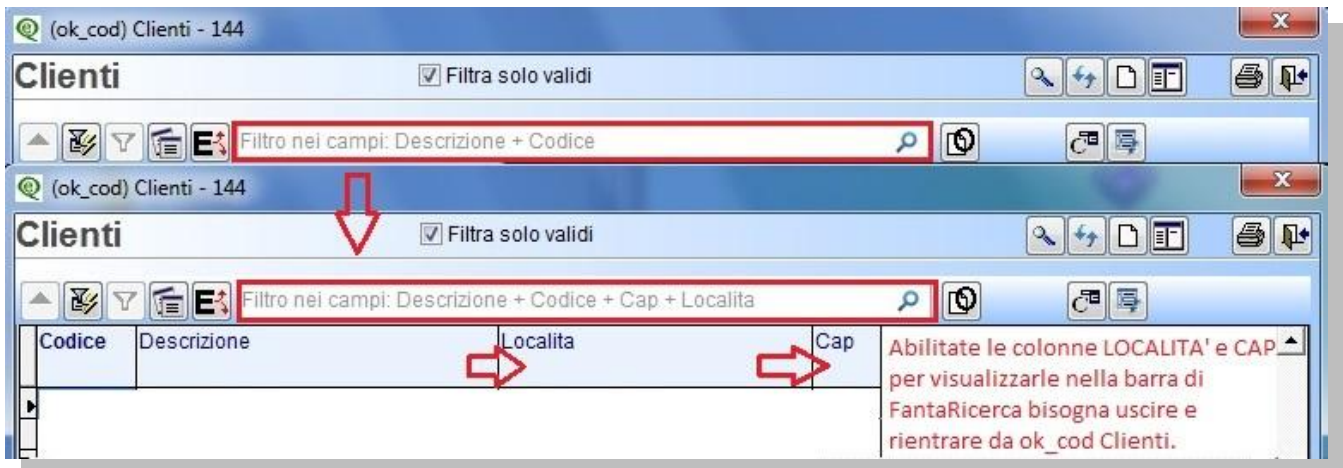 (ok_cod) Clienti - 144
Clienti
Filtra solo validi
E
Filtro nei campi: Descrizione + Codice
C
(ok_cod) Clienti - 144
Clienti
Filtra solo validi
E
Filtro nei campi: Descrizione + Codice + Cap + Localita
C
Codice Descrizione Localita Cap
Abilitate le colonne LOCALITA' e CAP
per visualizzarle nella barra di
FantaRicerca bisogna uscire e
rientrare da ok_cod Clienti.